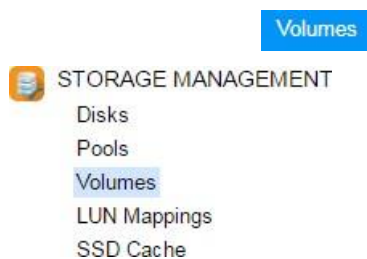 Volumes
STORAGE MANAGEMENT
Disks
Pools
Volumes
LUN Mappings
SSD Cache